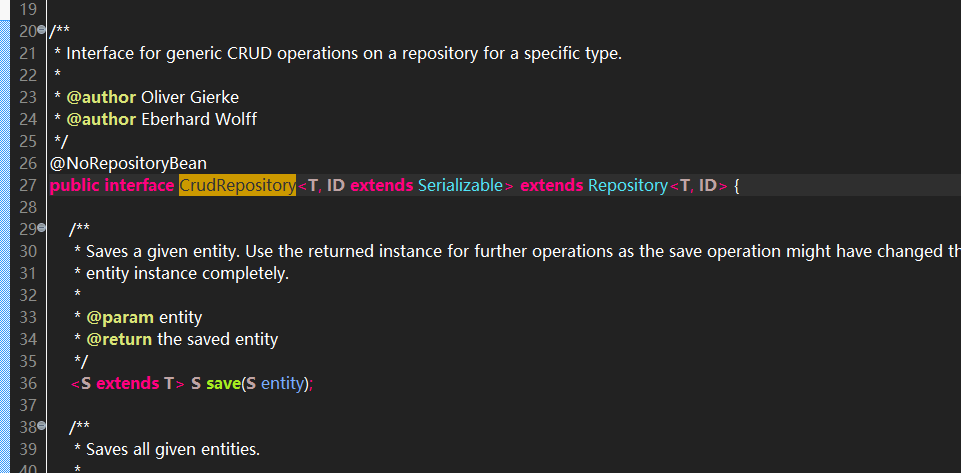 19
20 /**
21 * Interface for generic CRUD operations on a repository for a specific type.
22 *
23 * @author Oliver Gierke
24 * @author Eberhard Wolff
25 */
26 @NoRepositoryBean
27 public interface CrudRepository<T, ID extends Serializable> extends Repository<T, ID> {
28
29 /**
30 * Saves a given entity. Use the returned instance for further operations as the save operation might have changed th
31 * entity instance completely.
32 *
33 * @param entity
34 * @return the saved entity
35 */
36 <S extends T> S save(S entity);
37
38 /**
39 * Saves all given entities.
40 *